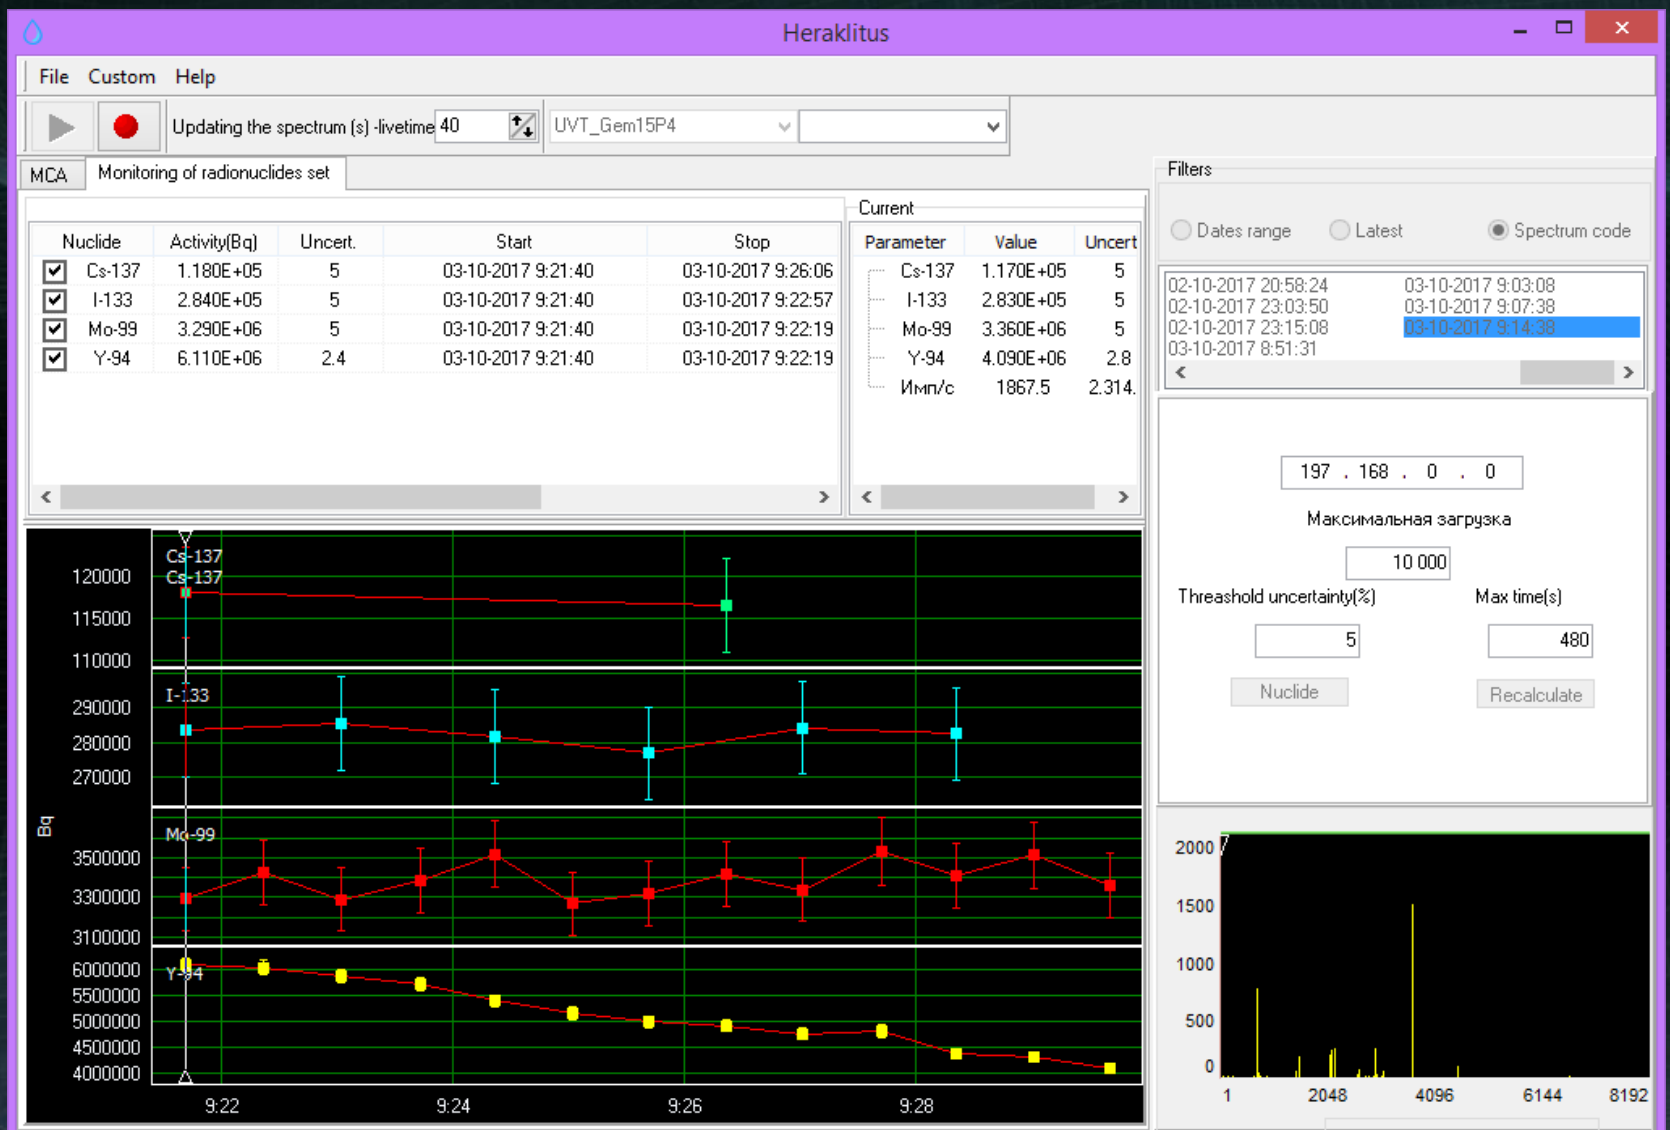 Heraklitus
File Custom Help
Updating the spectrum (s) -livetime 40 UVT_Gem15P4
MCA Monitoring of radionuclides set
Nuclide Activity(Bq) Uncert. Start Stop
Cs-137 1.180E+05 5 03-10-2017 9:21:40 03-10-2017 9:26:06
I-133 2.840E+05 5 03-10-2017 9:21:40 03-10-2017 9:22:57
Mo-99 3.290E+06 5 03-10-2017 9:21:40 03-10-2017 9:22:19
Y-94 6.110E+06 2.4 03-10-2017 9:21:40 03-10-2017 9:22:19
Current
Parameter Value Uncert
Cs-137 1.170E+05 5
I-133 2.830E+05 5
Mo-99 3.360E+06 5
Y-94 4.090E+06 2.8
Имп/с 1867.5 2.314.
Filters
Dates range Latest Spectrum code
02-10-2017 20:58:24 03-10-2017 9:03:08
02-10-2017 23:03:50 03-10-2017 9:07:38
02-10-2017 23:15:08 03-10-2017 9:14:38
03-10-2017 8:51:31
197 . 168 . 0 . 0
Максимальная загрузка
10 000
Threashold uncertainty(%) Max time(s)
5 480
Nuclide Recalculate
Bq
Cs-137
Cs-137
120000
115000
110000
I-133
290000
280000
270000
Mo-99
3500000
3300000
3100000
Y-94
6000000
5500000
5000000
4500000
4000000
9:22 9:24 9:26 9:28
2000
1500
1000
500
0
1 2048 4096 6144 8192